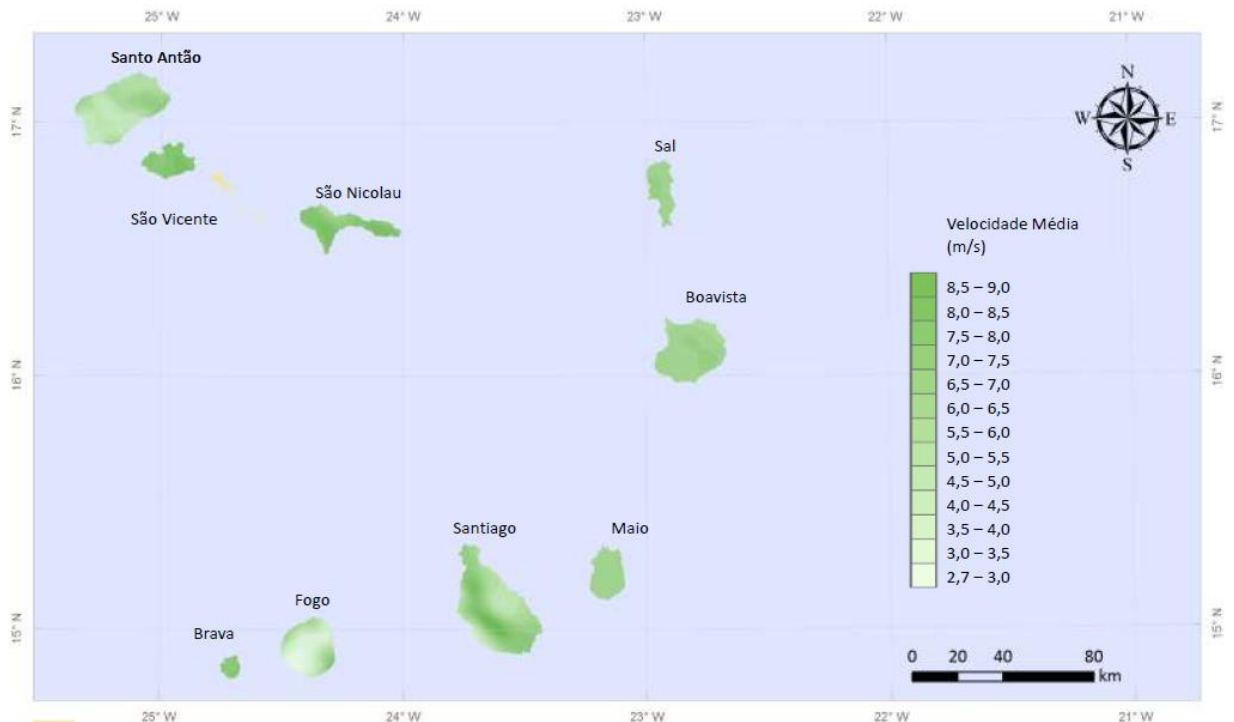 25° W 24° W 23° W 22° W 21° W
Santo Antão
N
W E
S
17° N 17° N
Sal
São Nicolau
São Vicente
Velocidade Média
(m/s)
8,5 – 9,0
8,0 – 8,5
7,5 – 8,0
7,0 – 7,5
6,5 – 7,0
6,0 – 6,5
5,5 – 6,0
5,0 – 5,5
4,5 – 5,0
4,0 – 4,5
3,5 – 4,0
3,0 – 3,5
2,7 – 3,0
Boavista
16° N 16° N
Santiago Maio
Fogo
Brava
15° N 15° N
0 20 40 80
km
25° W 24° W 23° W 22° W 21° W